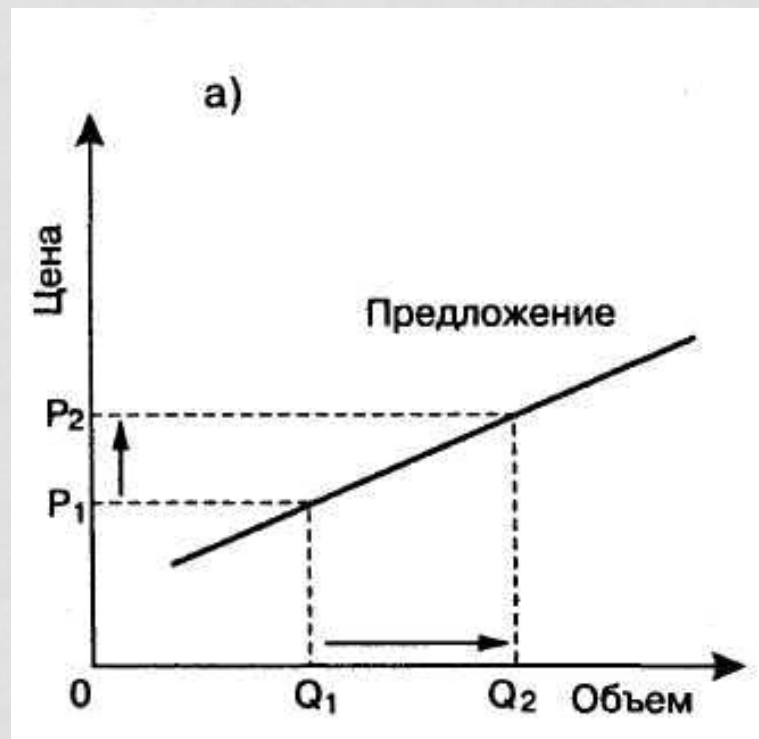 а)
Цена
Предложение
P₂
P₁
0
Q₁
Q₂
Объем